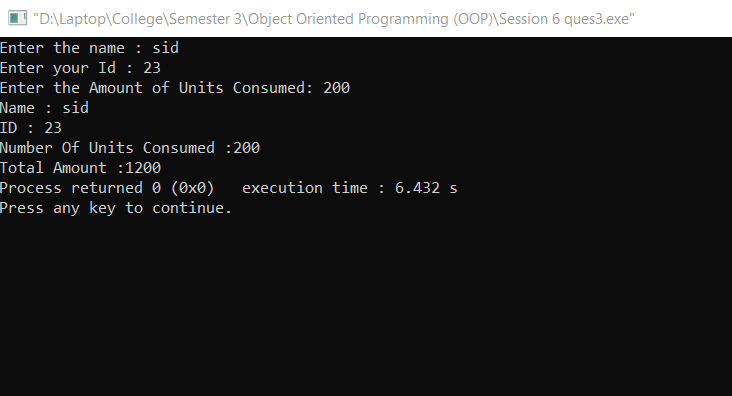 "D:\Laptop\College\Semester 3\Object Oriented Programming (OOP)\Session 6 ques3.exe"
Enter the name : sid
Enter your Id : 23
Enter the Amount of Units Consumed: 200
Name : sid
ID : 23
Number Of Units Consumed :200
Total Amount :1200
Process returned 0 (0x0)   execution time : 6.432 s
Press any key to continue.